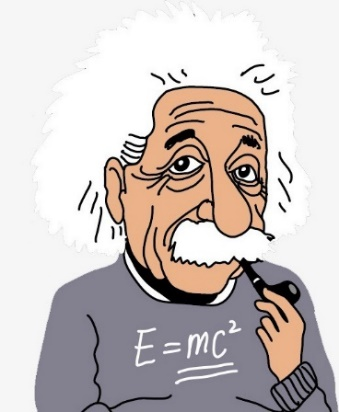 E = mc²